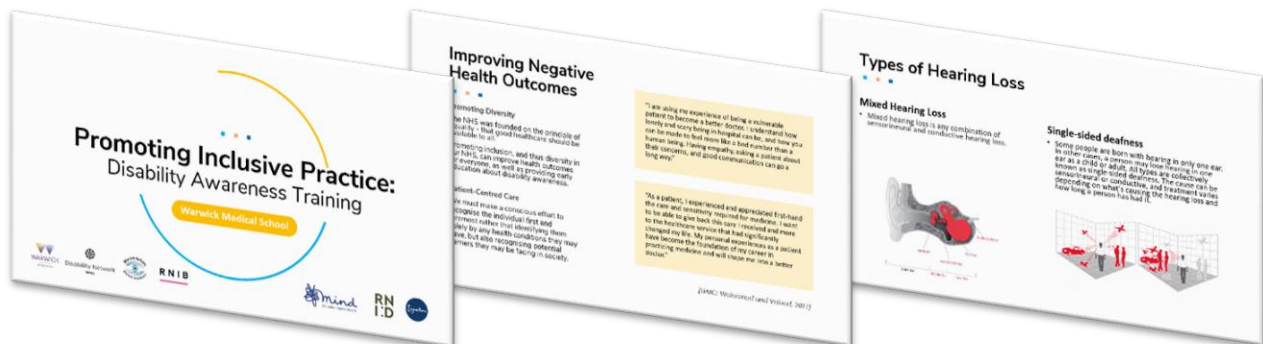 Promoting Inclusive Practice:
Disability Awareness Training
Warwick Medical School
WARWICK
Disability Network
RNIB
mind
RN
ID
Improving Negative
Health Outcomes
Promoting Diversity
The NHS was founded on the principle of
equality - that good healthcare should be
available to all.
Promoting inclusion, and thus diversity in
our NHS, can improve health outcomes
for everyone, as well as providing early
education about disability awareness.
Patient-Centred Care
We must make a conscious effort to
recognise the individual first and
foremost rather that identifying them
solely by any health conditions they may
have, but also recognising potential
barriers they may be facing in society.
"I am using my experience of being a vulnerable
patient to become a better doctor. I understand how
lonely and scary being in hospital can be, and how you
can be made to feel more like a bed number than a
human being. Having empathy, asking a patient about
their concerns, and good communication can go a
long way."
"As a patient, I experienced and appreciated first-hand
the care and sensitivity required for medicine. I want
to be able to give back this care I received and more
to the healthcare service that had significantly
changed my life. My personal experiences as a patient
have become the foundation of my career in
practicing medicine and will shape me into a better
doctor."
Types of Hearing Loss
Mixed Hearing Loss
• Mixed hearing loss is any combination of
sensorineural and conductive hearing loss.
Single-sided deafness
• Some people are born with hearing in only one ear.
In other cases, a person may lose hearing in one
ear as a child or adult. All types are collectively
known as single-sided deafness. The cause can be
sensorineural or conductive, and treatment varies
depending on what's causing the hearing loss and
how long a person has had it.